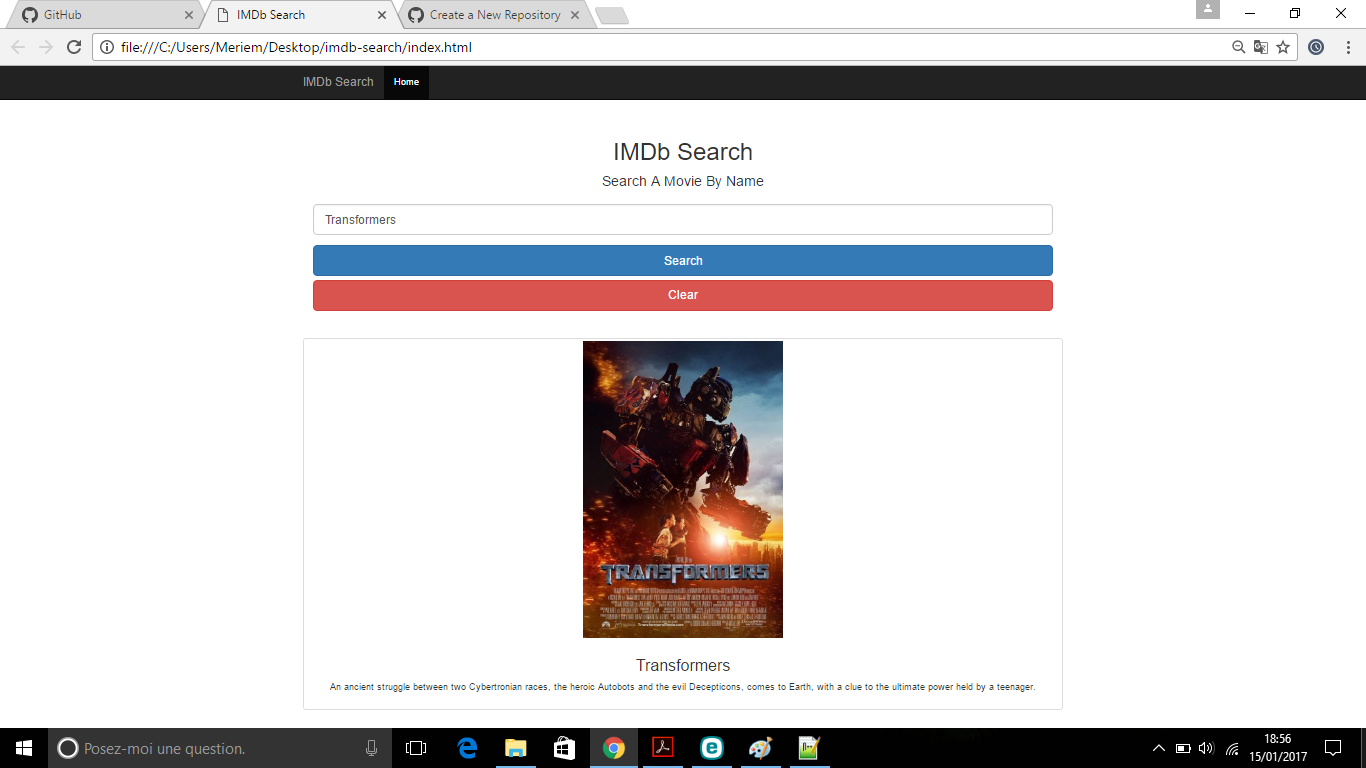 GitHub
IMDb Search
Create a New Repository
file:///C:/Users/Meriem/Desktop/imdb-search/index.html
IMDb Search
Home
IMDb Search
Search A Movie By Name
Transformers
Search
Clear
TRANSFORMERS
Transformers
An ancient struggle between two Cybertronian races, the heroic Autobots and the evil Decepticons, comes to Earth, with a clue to the ultimate power held by a teenager.
Posez-moi une question.
18:56
15/01/2017